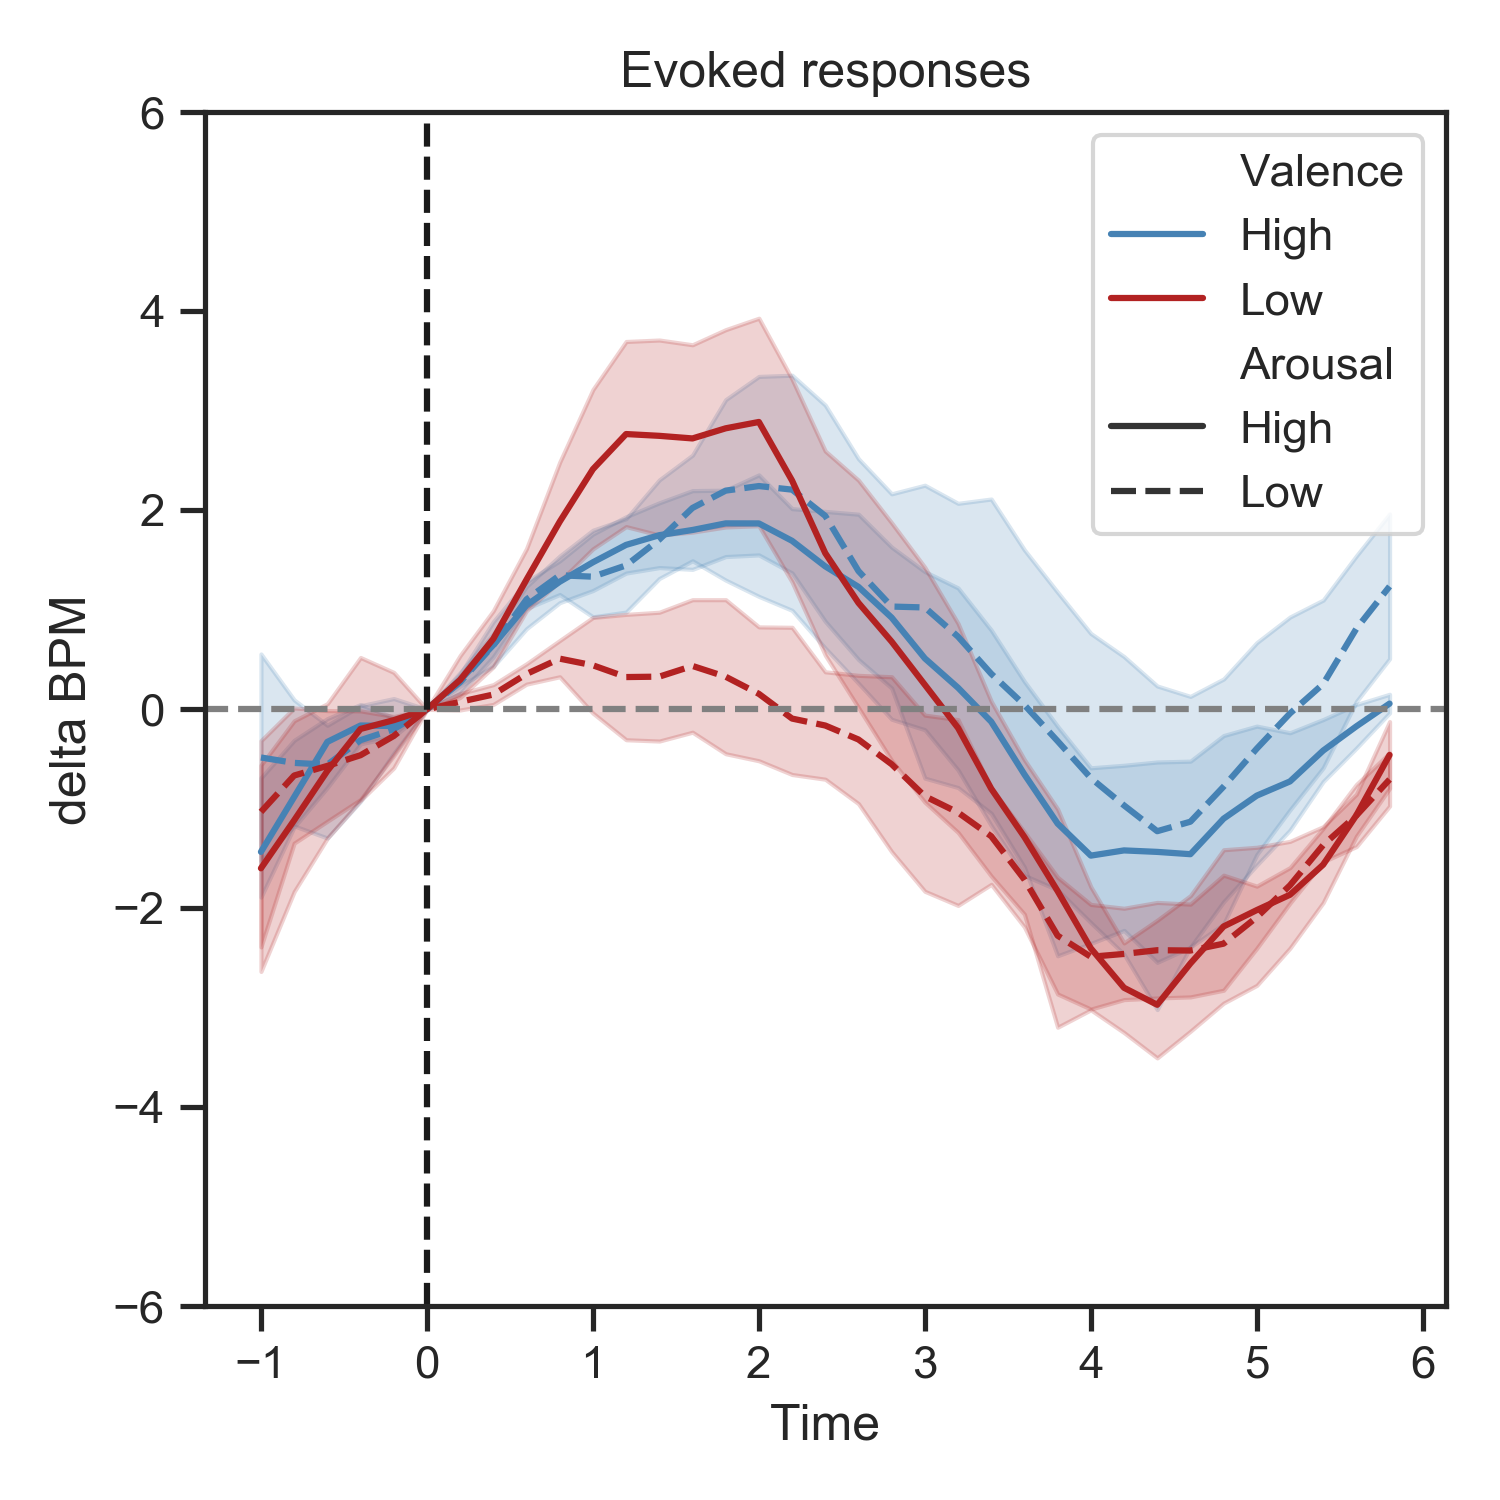 Evoked responses
6
4
2
0
−2
−4
−6
delta BPM
Valence
High
Low
Arousal
High
Low
−1 0 1 2 3 4 5 6
Time